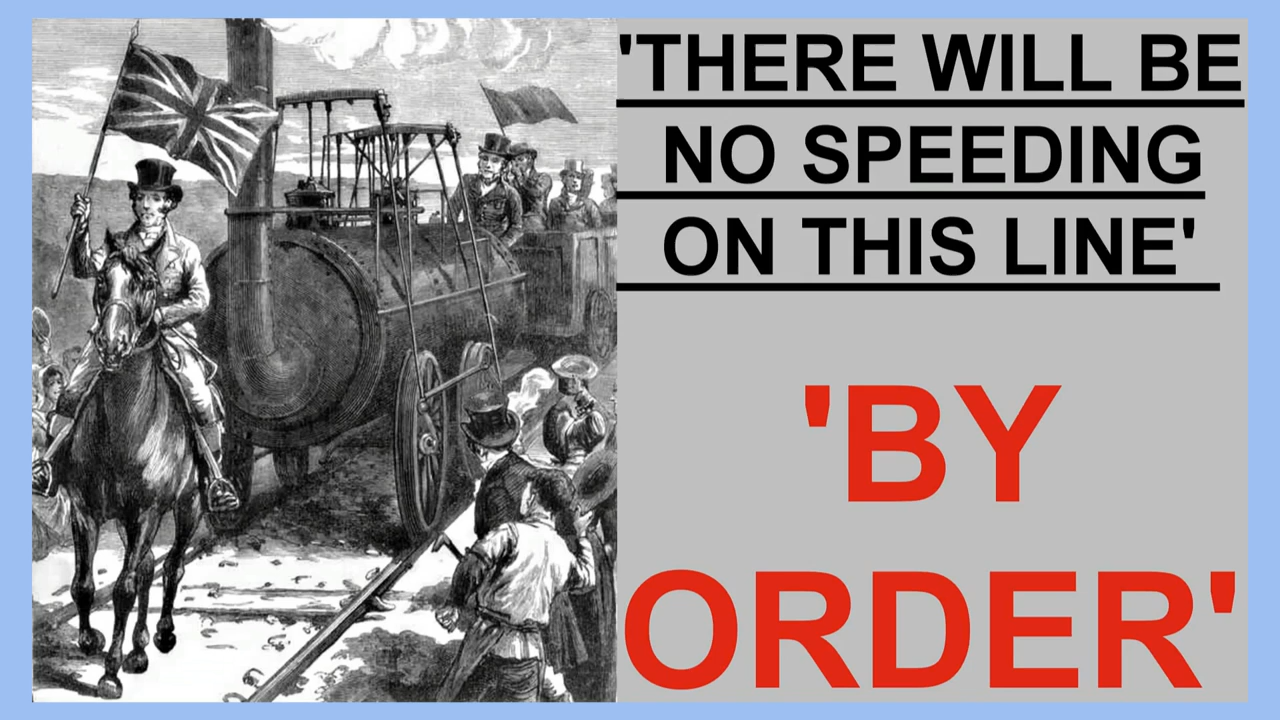 'THERE WILL BE
NO SPEEDING
ON THIS LINE'
'BY
ORDER'